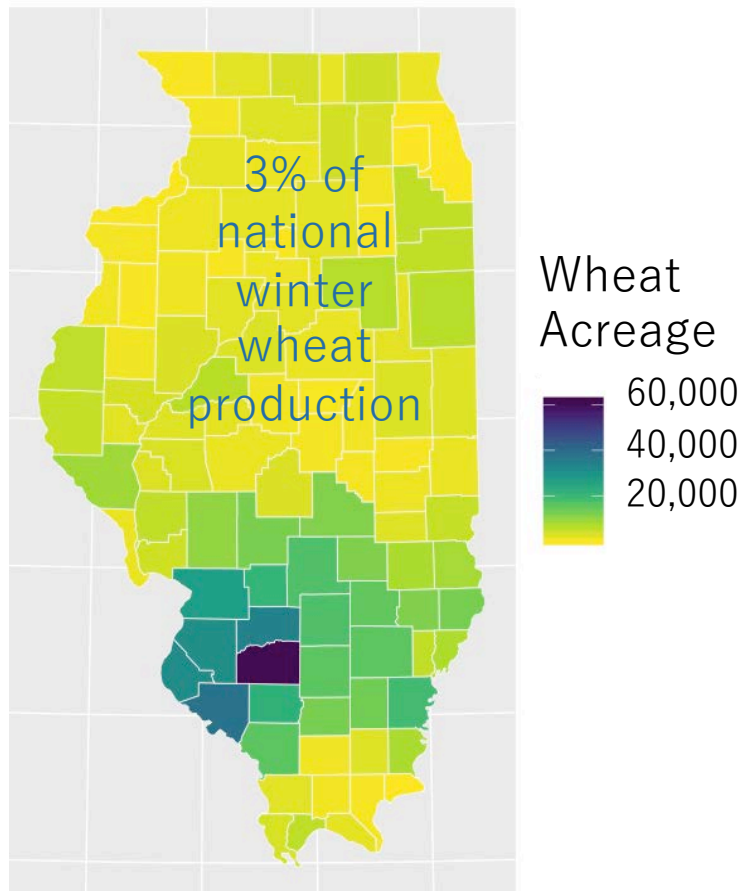 3% of
national
winter
wheat
production
Wheat
Acreage
60,000
40,000
20,000